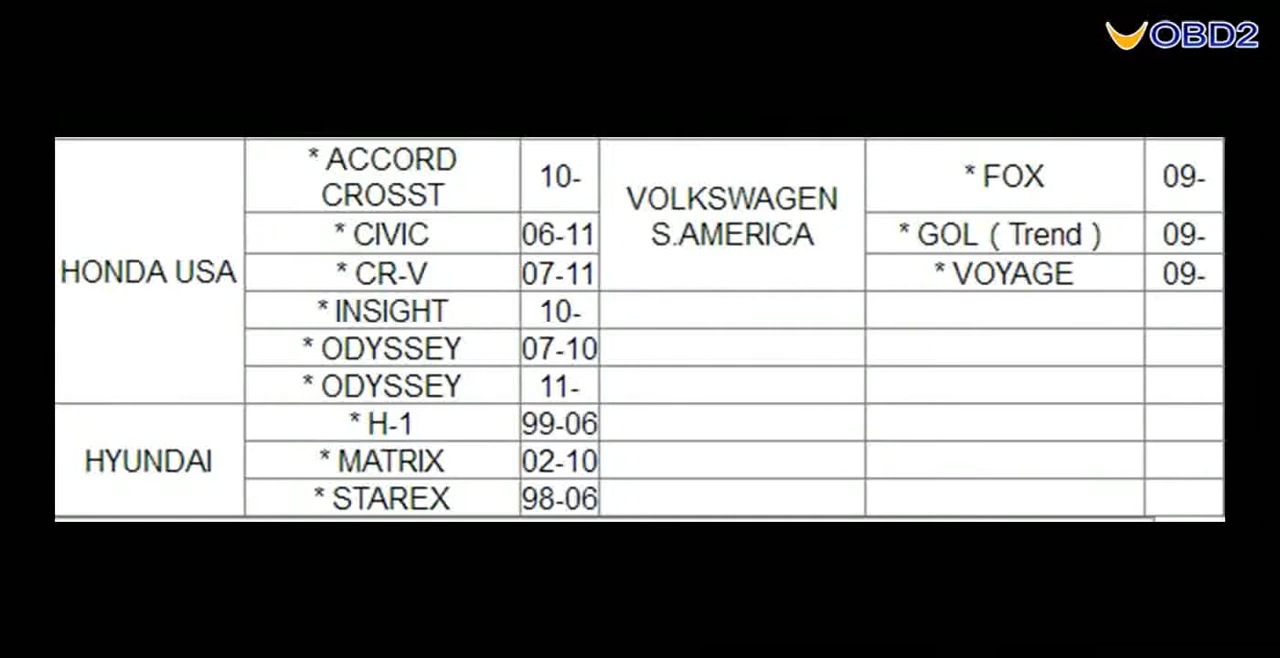 OBD2
HONDA USA
* ACCORD
CROSST
10-
VOLKSWAGEN
S.AMERICA
* FOX
09-
* CIVIC
06-11
* GOL ( Trend )
09-
* CR-V
07-11
* VOYAGE
09-
* INSIGHT
10-
* ODYSSEY
07-10
* ODYSSEY
11-
HYUNDAI
* H-1
99-06
* MATRIX
02-10
* STAREX
98-06